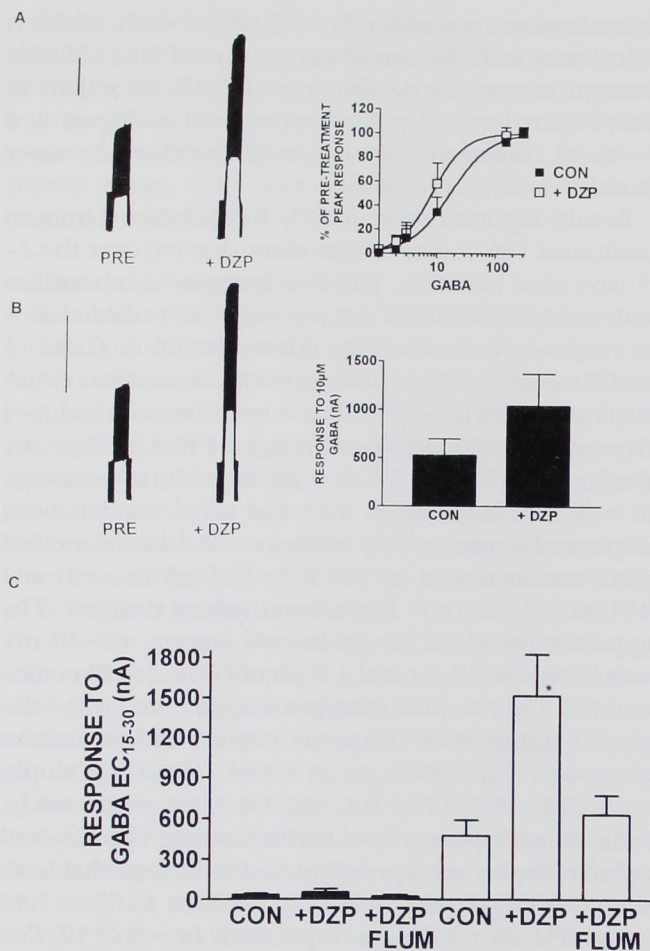 A
PRE
+ DZP
% OF PRE-TREATMENT
PEAK RESPONSE
120
100
80
60
40
20
0
1
10
100
GABA
CON
+ DZP
B
PRE
+ DZP
RESPONSE TO 10µM
GABA (nA)
1500
1000
500
0
CON
+ DZP
C
RESPONSE TO
GABA EC15-30 (nA)
1800
1500
1200
900
600
300
0
*
CON
+DZP
+DZP
FLUM
CON
+DZP
+DZP
FLUM